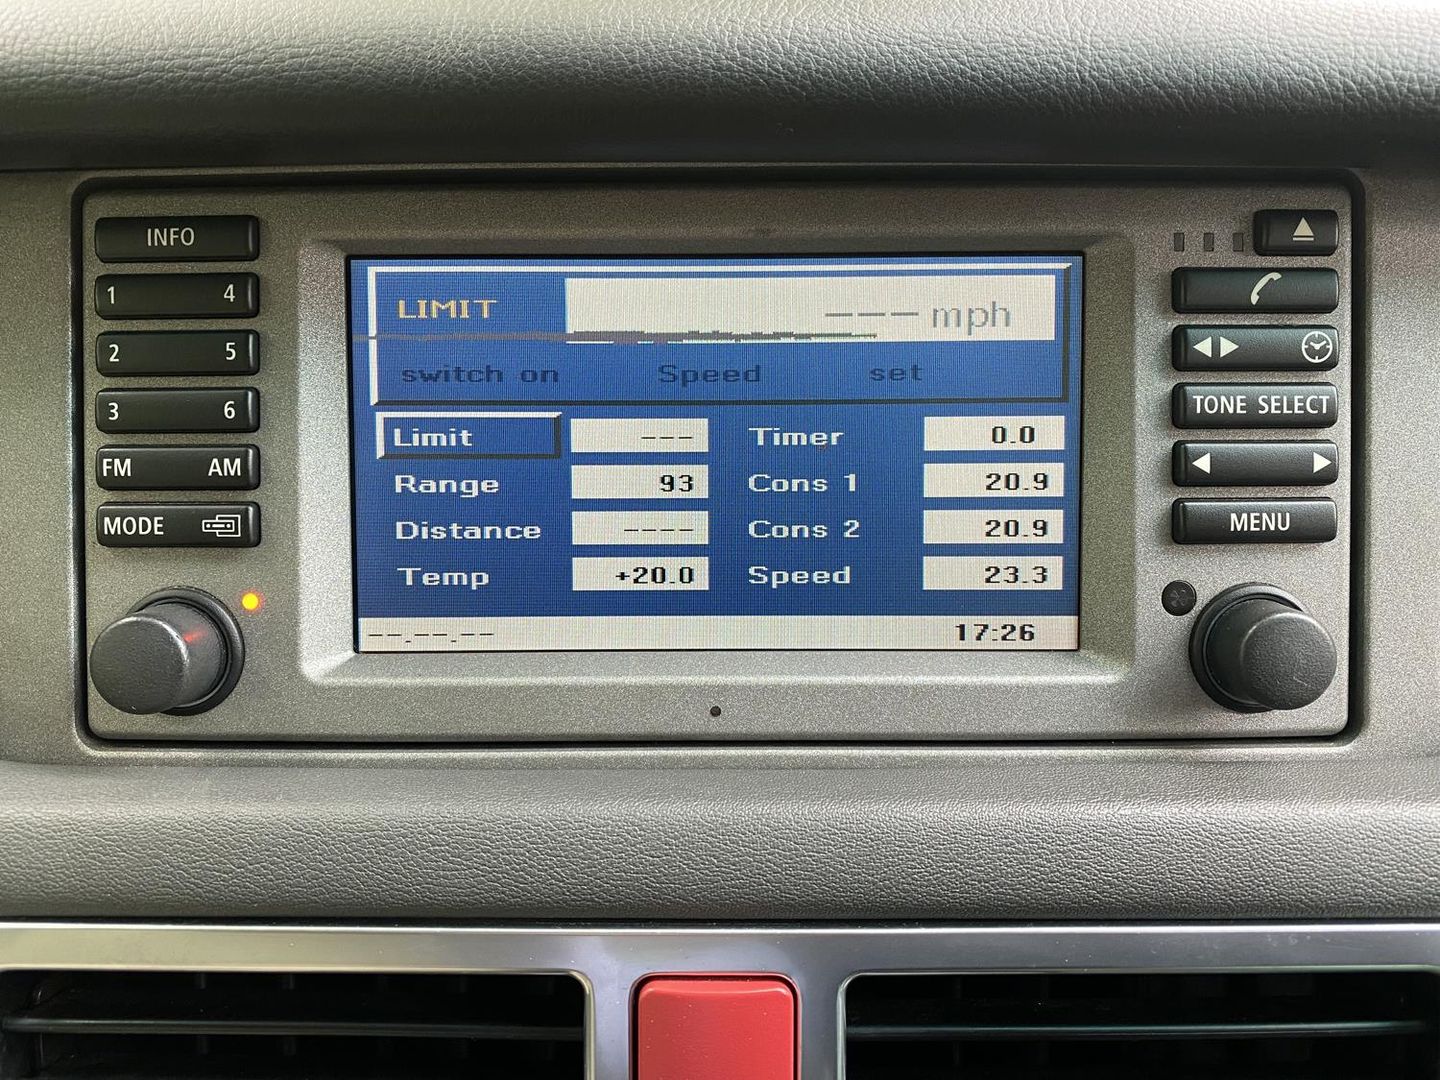 INFO
1 4
2 5
3 6
FM AM
MODE
LIMIT --- mph
switch on Speed set
Limit --- Timer 0.0
Range 93 Cons 1 20.9
Distance ---- Cons 2 20.9
Temp +20.0 Speed 23.3
--.--.-- 17:26
TONE SELECT
MENU